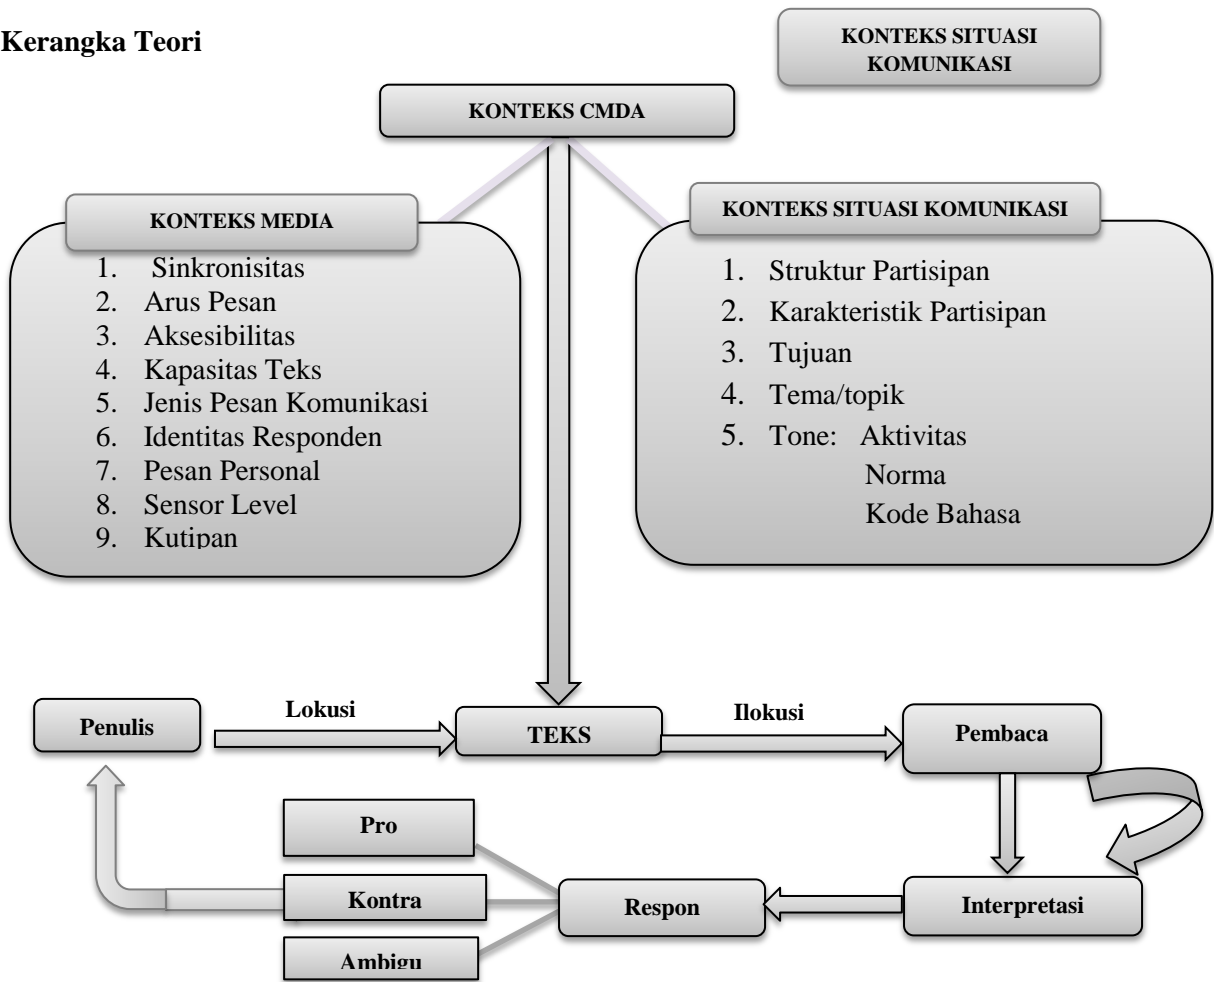 Kerangka Teori
KONTEKS SITUASI
KOMUNIKASI
KONTEKS CMDA
KONTEKS MEDIA
1. Sinkronisitas
2. Arus Pesan
3. Aksesibilitas
4. Kapasitas Teks
5. Jenis Pesan Komunikasi
6. Identitas Responden
7. Pesan Personal
8. Sensor Level
9. Kutipan
KONTEKS SITUASI KOMUNIKASI
1. Struktur Partisipan
2. Karakteristik Partisipan
3. Tujuan
4. Tema/topik
5. Tone: Aktivitas
Norma
Kode Bahasa
Penulis
Lokusi
TEKS
Ilokusi
Pembaca
Pro
Kontra
Ambigu
Respon
Interpretasi